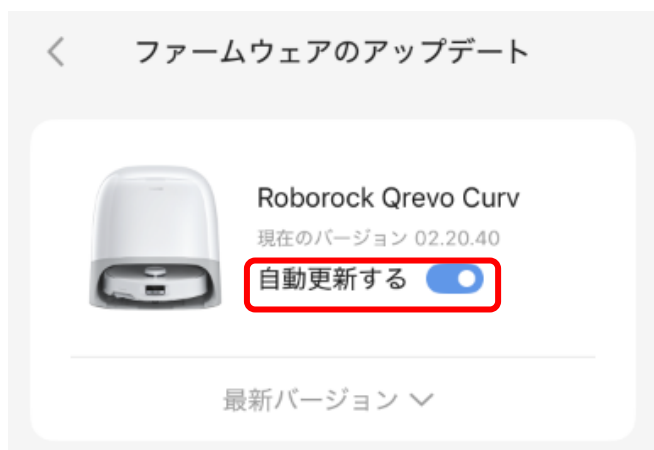 ファームウェアのアップデート
Roborock Qrevo Curv
現在のバージョン 02.20.40
自動更新する
最新バージョン